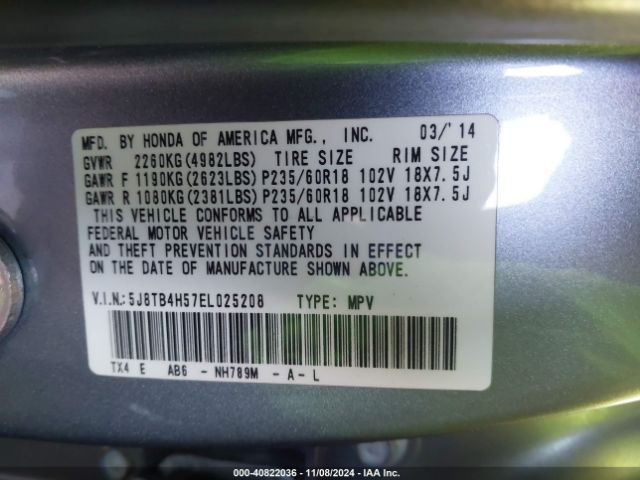 MFD. BY HONDA OF AMERICA MFG., INC. 03/'14
GVWR 2260KG(4982LBS) TIRE SIZE RIM SIZE
GAWR F 1190KG(2623LBS)P235/60R18 102V 18X7.5J
GAWR R 1080KG(2381LBS)P235/60R18 102V 18X7.5J
THIS VEHICLE CONFORMS TO ALL APPLICABLE
FEDERAL MOTOR VEHICLE SAFETY
AND THEFT PREVENTION STANDARDS IN EFFECT
ON THE DATE OF MANUFACTURE SHOWN ABOVE.
V.I.N.:5J8TB4H57EL025208 TYPE: MPV
TX4 E AB6 - NH789M - A - L
000-40822036 - 11/08/2024 - IAA Inc.